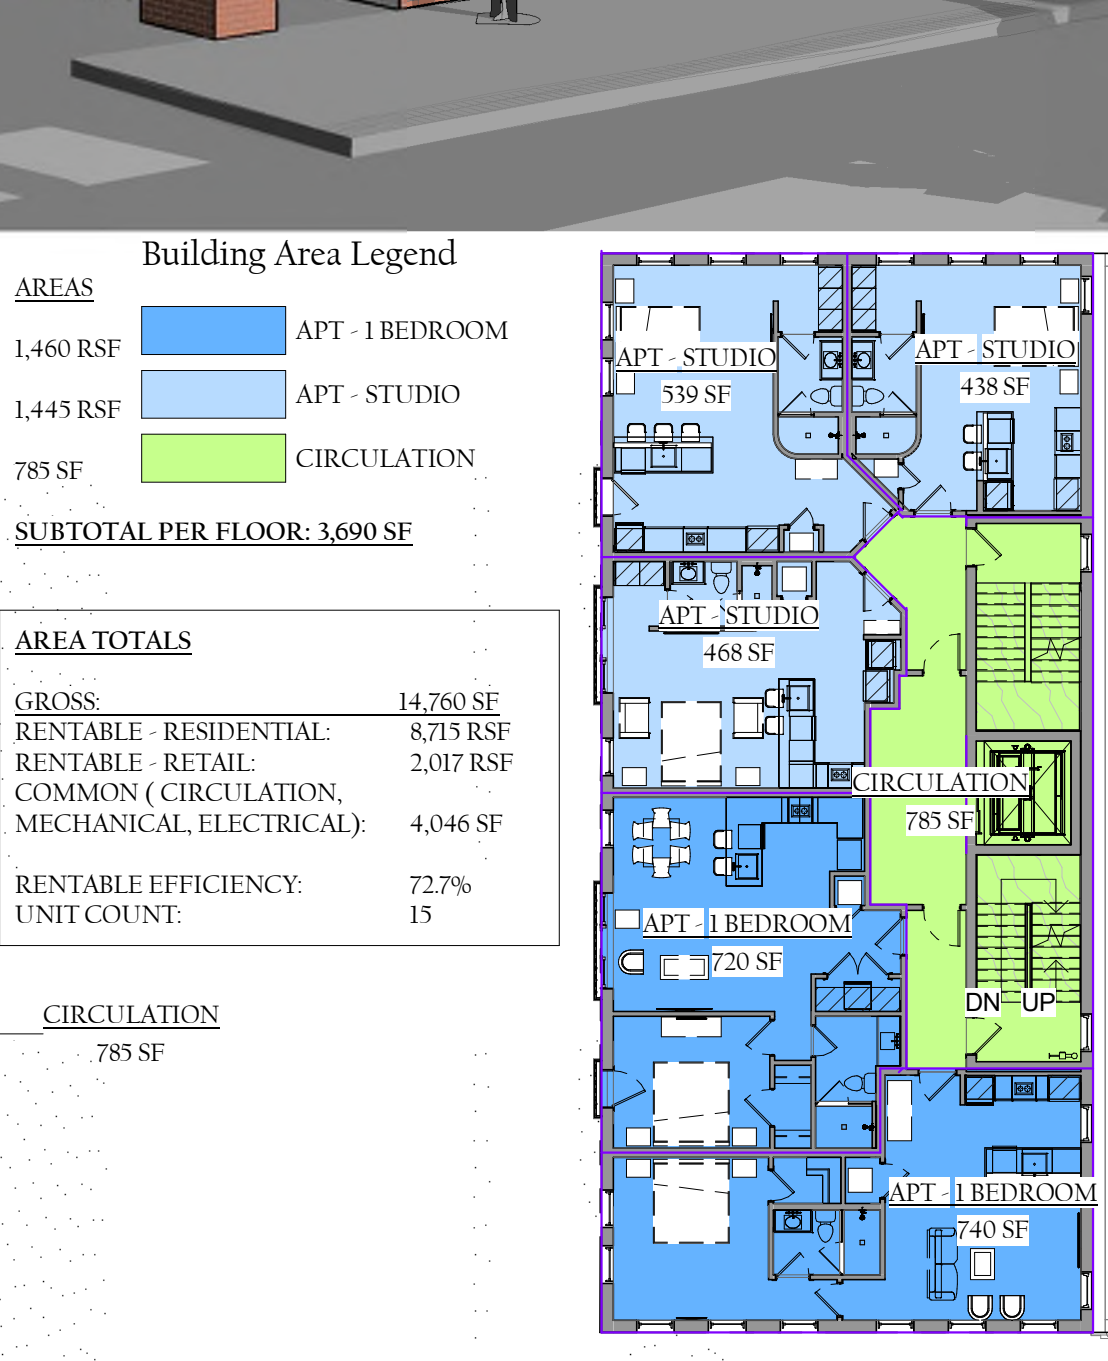 Building Area Legend
AREAS
1,460 RSF
APT - 1 BEDROOM
1,445 RSF
APT - STUDIO
785 SF
CIRCULATION
SUBTOTAL PER FLOOR: 3,690 SF
AREA TOTALS
GROSS: 14,760 SF
RENTABLE - RESIDENTIAL: 8,715 RSF
RENTABLE - RETAIL: 2,017 RSF
COMMON ( CIRCULATION,
MECHANICAL, ELECTRICAL): 4,046 SF
RENTABLE EFFICIENCY: 72.7%
UNIT COUNT: 15
CIRCULATION
785 SF
APT - STUDIO
539 SF
APT - STUDIO
438 SF
APT - STUDIO
468 SF
CIRCULATION
785 SF
APT - 1 BEDROOM
720 SF
DN UP
APT - 1 BEDROOM
740 SF